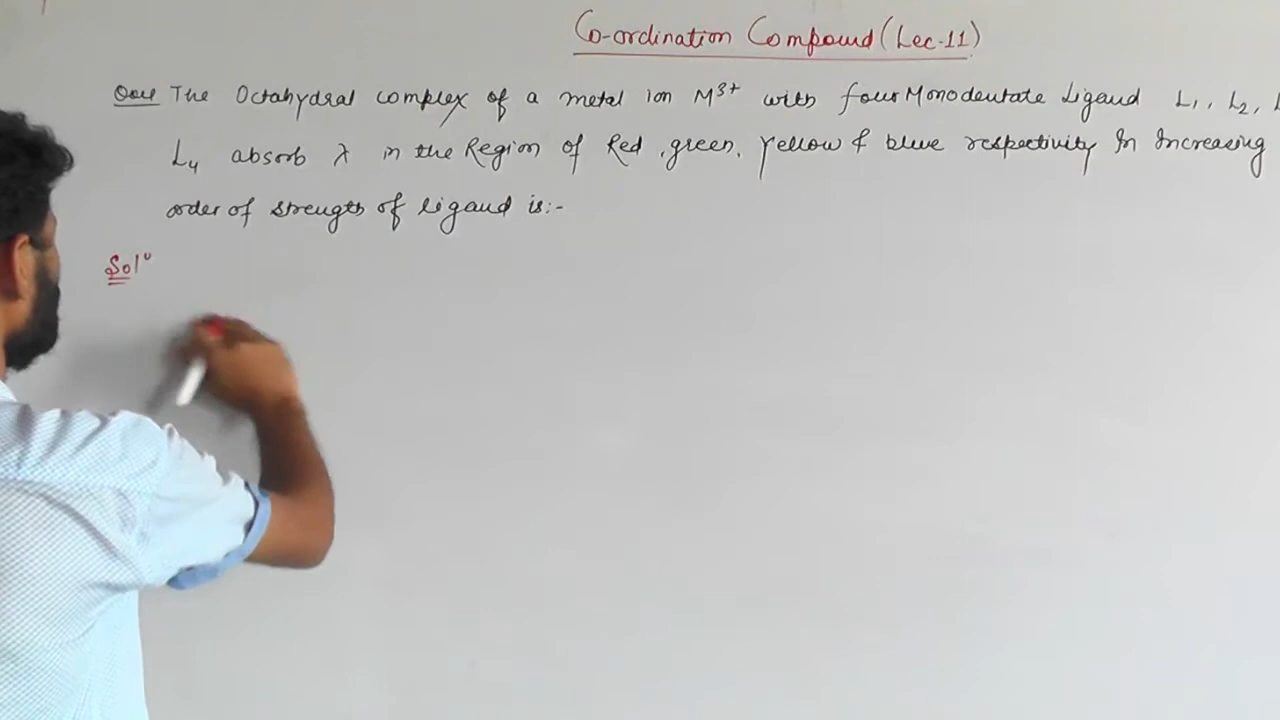 Co-ordination Compound (Lec-11)
Que The Octahydral complex of a metal ion M3+ with four Monodentate Ligand L1, L2, L
L4 absorb λ in the Region of Red, green, yellow & blue respectivity In Increasing
order of strength of ligand is:-
Solⁿ